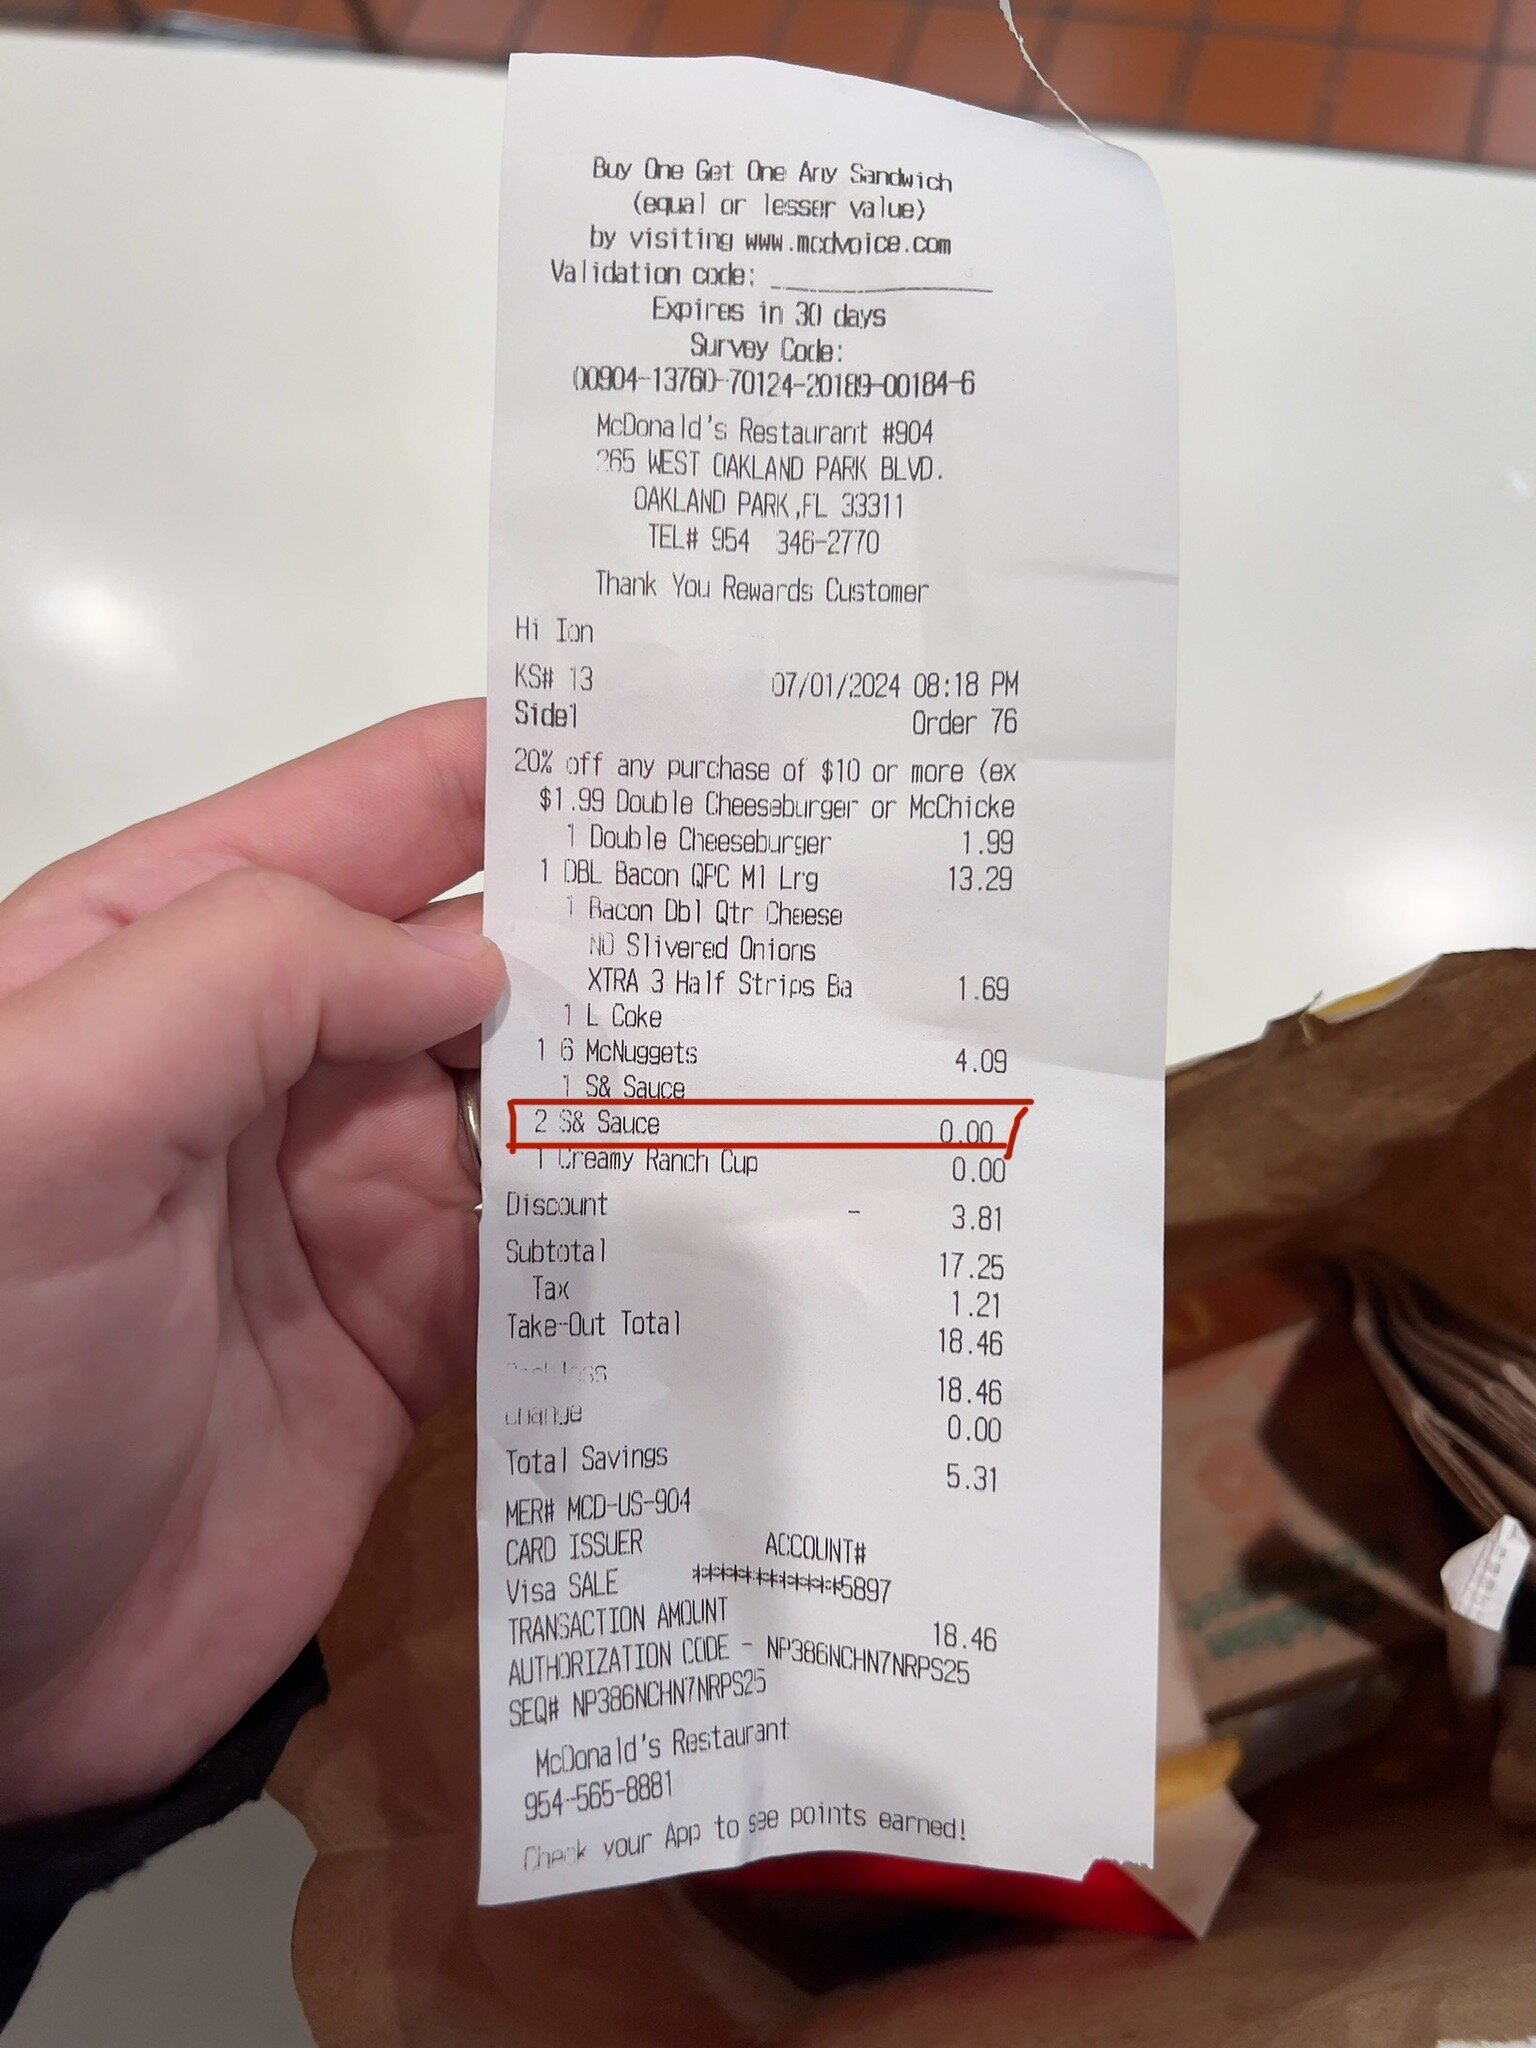 Buy One Get One Any Sandwich
(equal or lesser value)
by visiting www.mcdvoice.com
Validation code: ______________
Expires in 30 days
Survey Code:
00904-13760-70124-20189-00184-6
McDonald's Restaurant #904
265 WEST OAKLAND PARK BLVD.
OAKLAND PARK,FL 33311
TEL# 954 346-2770
Thank You Rewards Customer
Hi Ion
KS# 13 07/01/2024 08:18 PM
Side1 Order 76
20% off any purchase of $10 or more (ex
$1.99 Double Cheeseburger or McChicke
1 Double Cheeseburger 1.99
1 DBL Bacon QPC Ml Lrg 13.29
1 Bacon Dbl Qtr Cheese
NO Slivered Onions
XTRA 3 Half Strips Ba 1.69
1 L Coke
1 6 McNuggets 4.09
1 S& Sauce
2 S& Sauce 0.00
1 Creamy Ranch Cup 0.00
Discount - 3.81
Subtotal 17.25
Tax 1.21
Take-Out Total 18.46
18.46
Change 0.00
Total Savings 5.31
MER# MCD-US-904
CARD ISSUER ACCOUNT#
Visa SALE ************5897
TRANSACTION AMOUNT 18.46
AUTHORIZATION CODE - NP386NCHN7NRPS25
SEQ# NP386NCHN7NRPS25
McDonald's Restaurant
954-565-8881
Check your App to see points earned!